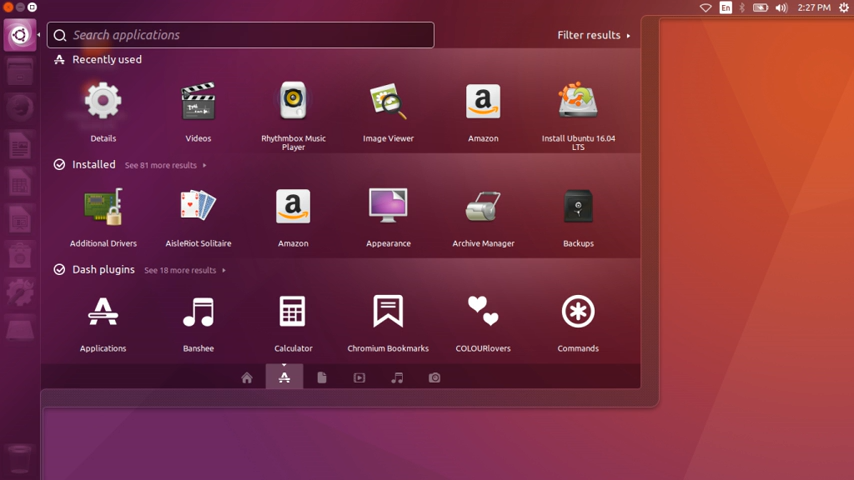 En
2:27 PM
Search applications
Filter results
Recently used
Details
Videos
Rhythmbox Music
Player
Image Viewer
Amazon
Install Ubuntu 16.04
LTS
Installed See 81 more results
Additional Drivers
AisleRiot Solitaire
Amazon
Appearance
Archive Manager
Backups
Dash plugins See 18 more results
Applications
Banshee
Calculator
Chromium Bookmarks
COLOURlovers
Commands